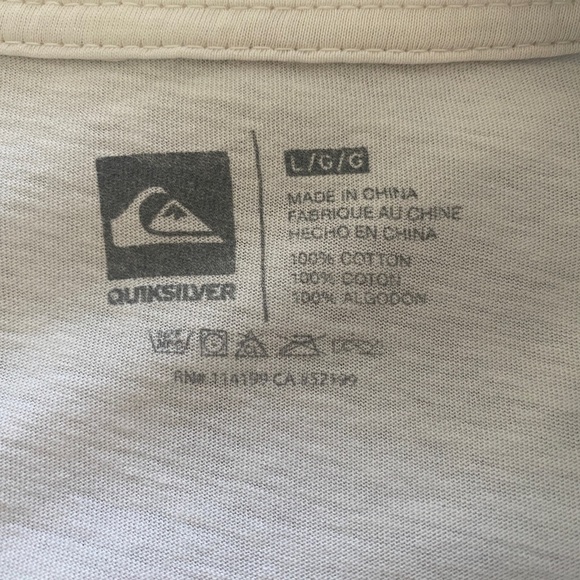 QUIKSILVER
L/G/G
MADE IN CHINA
FABRIQUE AU CHINE
HECHO EN CHINA
100% COTTON
100% COTON
100% ALGODON
RN# 114199 CA #52199